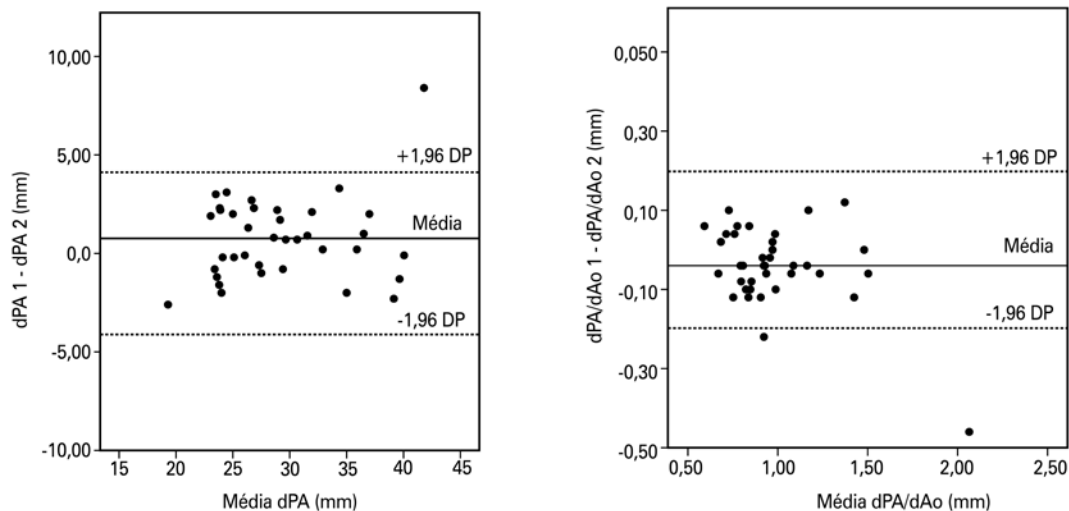 10,00
5,00
0,0
-5,00
-10,00
dPA 1 - dPA 2 (mm)
+1,96 DP
Média
-1,96 DP
15 20 25 30 35 40 45
Média dPA (mm)
0,050
0,30
0,10
-0,10
-0,30
-0,50
dPA/dAo 1 - dPA/dAo 2 (mm)
+1,96 DP
Média
-1,96 DP
0,50 1,00 1,50 2,00 2,50
Média dPA/dAo (mm)